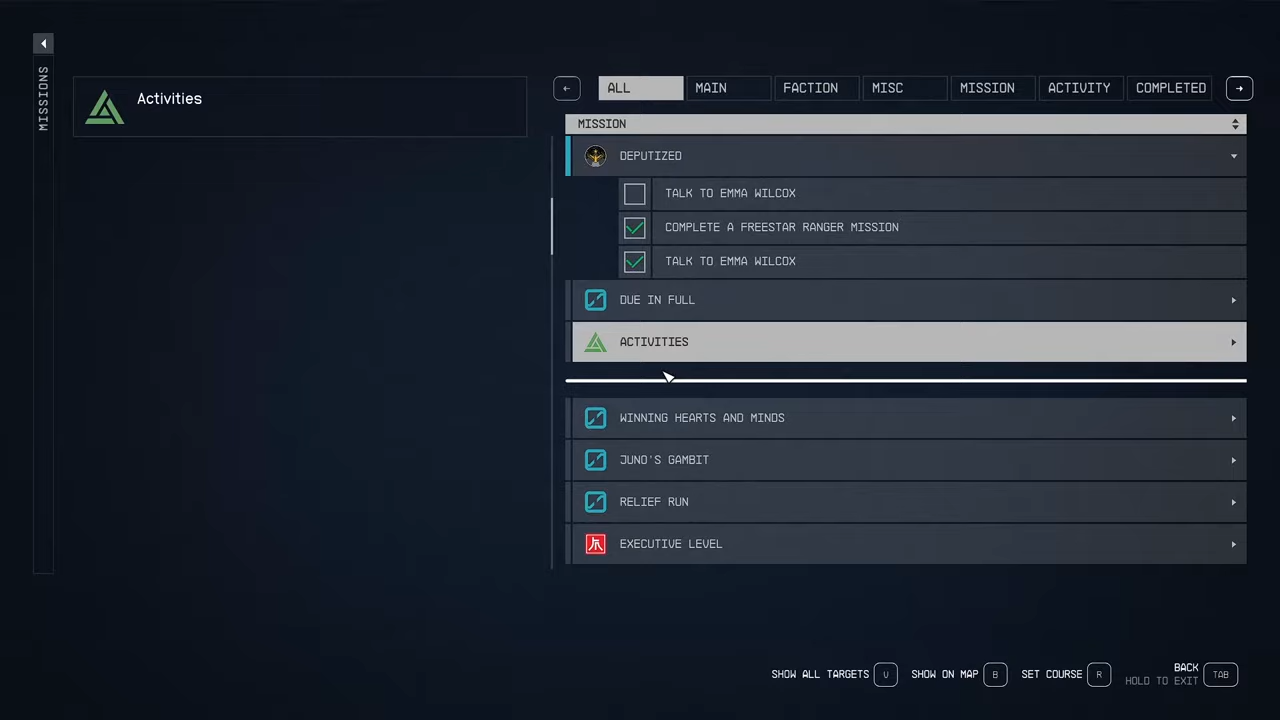 MISSIONS
Activities
ALL MAIN FACTION MISC MISSION ACTIVITY COMPLETED
MISSION
DEPUTIZED
TALK TO EMMA WILCOX
COMPLETE A FREESTAR RANGER MISSION
TALK TO EMMA WILCOX
DUE IN FULL
ACTIVITIES
WINNING HEARTS AND MINDS
JUNO'S GAMBIT
RELIEF RUN
EXECUTIVE LEVEL
SHOW ALL TARGETS V SHOW ON MAP B SET COURSE R BACK TAB
HOLD TO EXIT